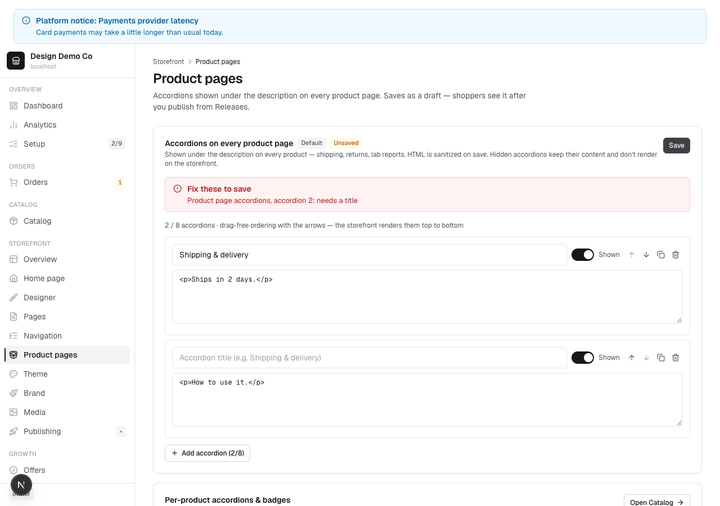 Platform notice: Payments provider latency
Card payments may take a little longer than usual today.
Design Demo Co
localhost
OVERVIEW
Dashboard
Analytics
Setup 2/9
ORDERS
Orders 1
CATALOG
Catalog
STOREFRONT
Overview
Home page
Designer
Pages
Navigation
Product pages
Theme
Brand
Media
Publishing
GROWTH
Offers
N
Storefront › Product pages
Product pages
Accordions shown under the description on every product page. Saves as a draft — shoppers see it after
you publish from Releases.
Accordions on every product page Default Unsaved
Save
Shown under the description on every product — shipping, returns, lab reports. HTML is sanitized on save. Hidden accordions keep their content and don't render
on the storefront.
Fix these to save
Product page accordions, accordion 2: needs a title
2 / 8 accordions · drag-free ordering with the arrows — the storefront renders them top to bottom
Shipping & delivery Shown
<p>Ships in 2 days.</p>
Accordion title (e.g. Shipping & delivery) Shown
<p>How to use it.</p>
+ Add accordion (2/8)
Per-product accordions & badges
Open Catalog →